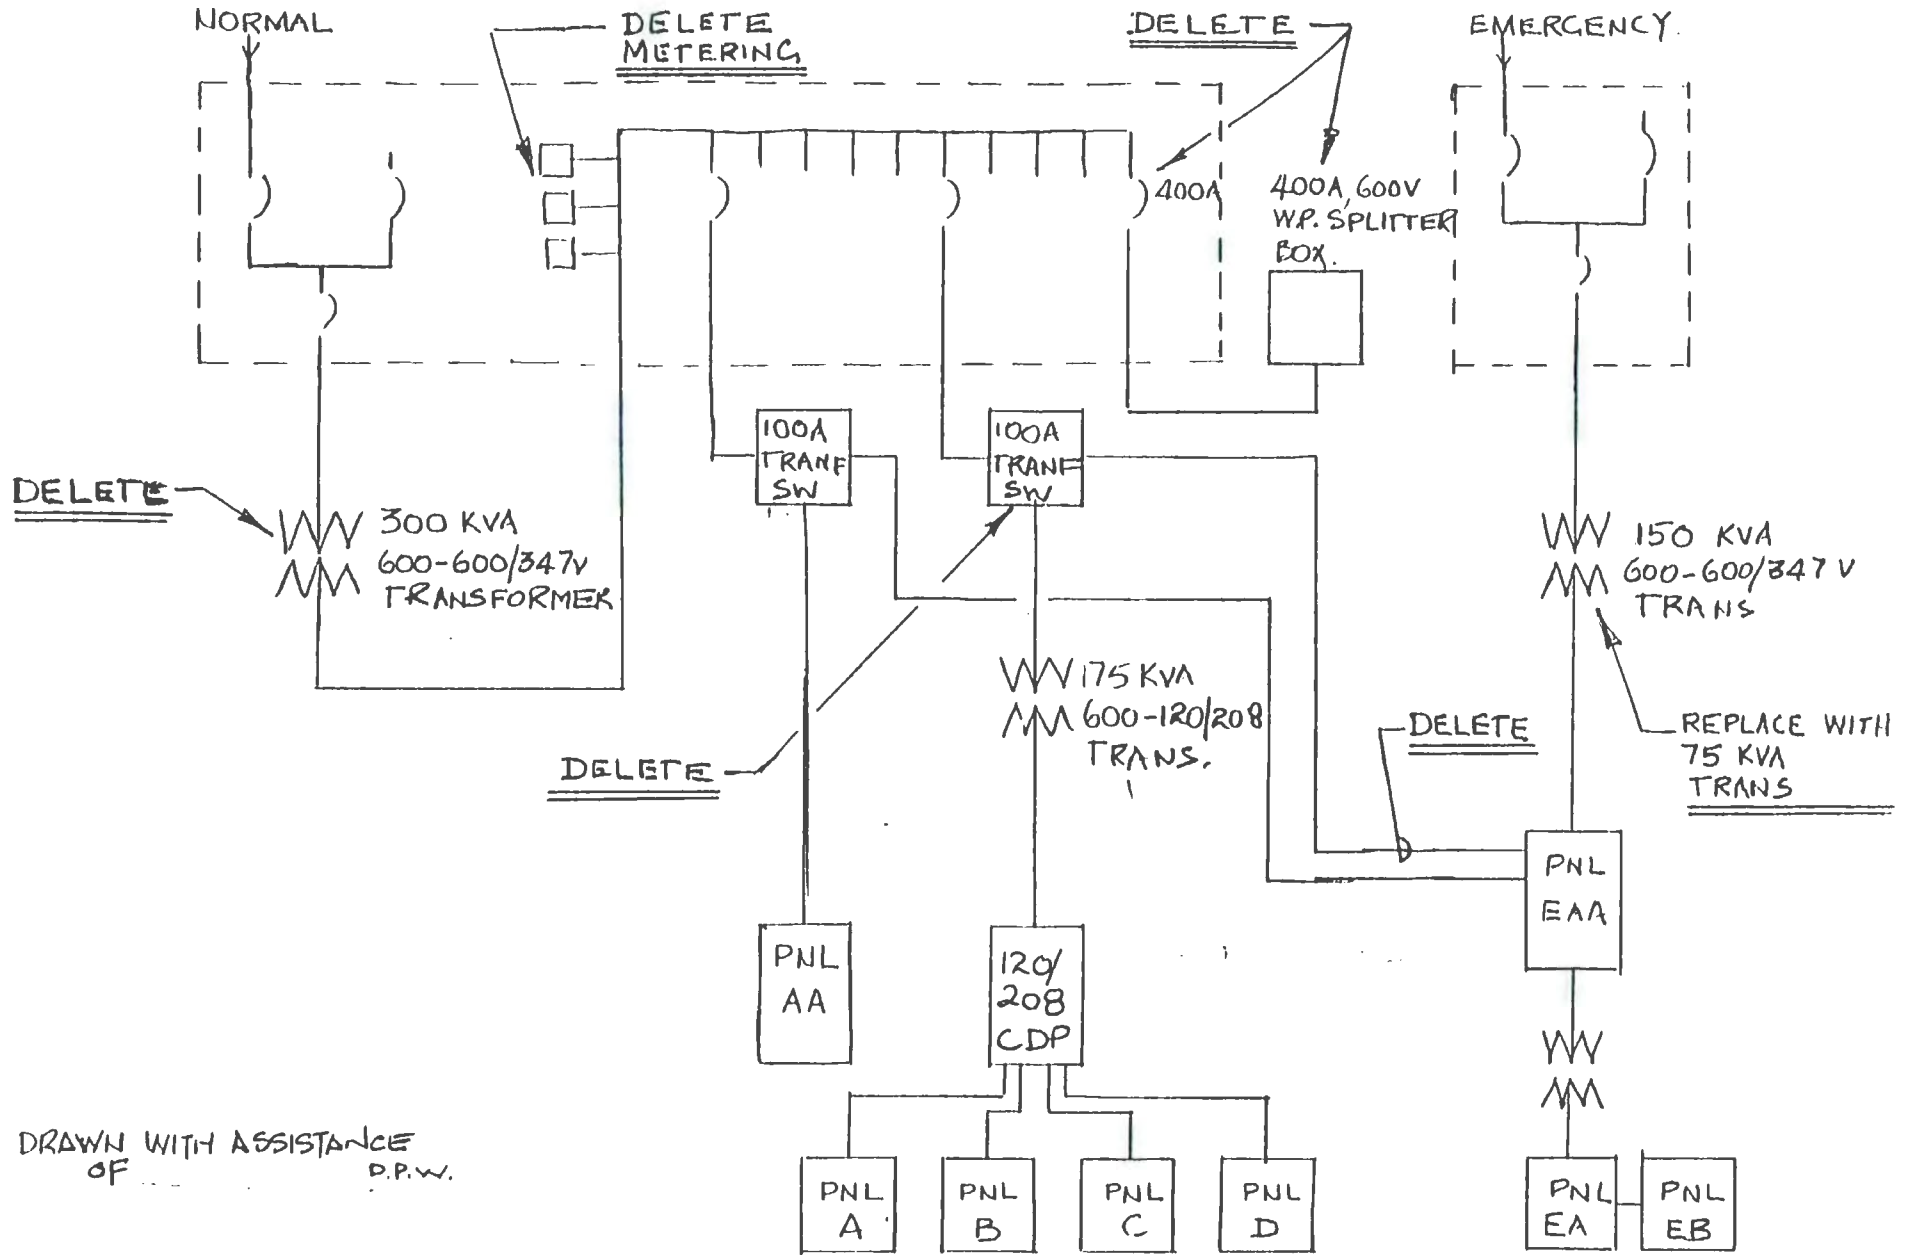 NORMAL
DELETE
METERING
DELETE
EMERGENCY.
400A
400A, 600V
W.P. SPLITTER
BOX.
100A
TRANF
SW
100A
TRANF
SW
DELETE
300 KVA
600-600/347V
TRANSFORMER
150 KVA
600-600/347 V
TRANS
175 KVA
600-120/208
TRANS.
DELETE
DELETE
REPLACE WITH
75 KVA
TRANS
PNL
EAA
PNL
AA
120/
208
CDP
DRAWN WITH ASSISTANCE
OF D.P.W.
PNL
A
PNL
B
PNL
C
PNL
D
PNL
EA
PNL
EB